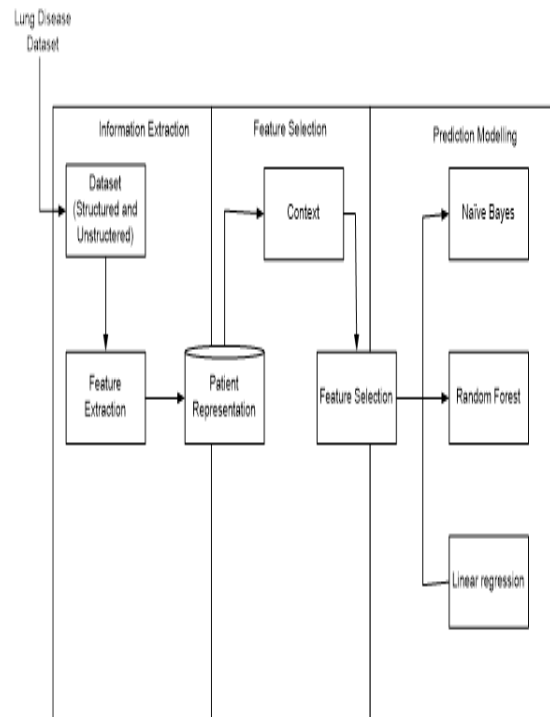 Lung Disease
Dataset
Information Extraction
Feature Selection
Prediction Modelling
Dataset
(Structured and
Unstructered)
Context
Naïve Bayes
Feature
Extraction
Patient
Representation
Feature Selection
Random Forest
Linear regression